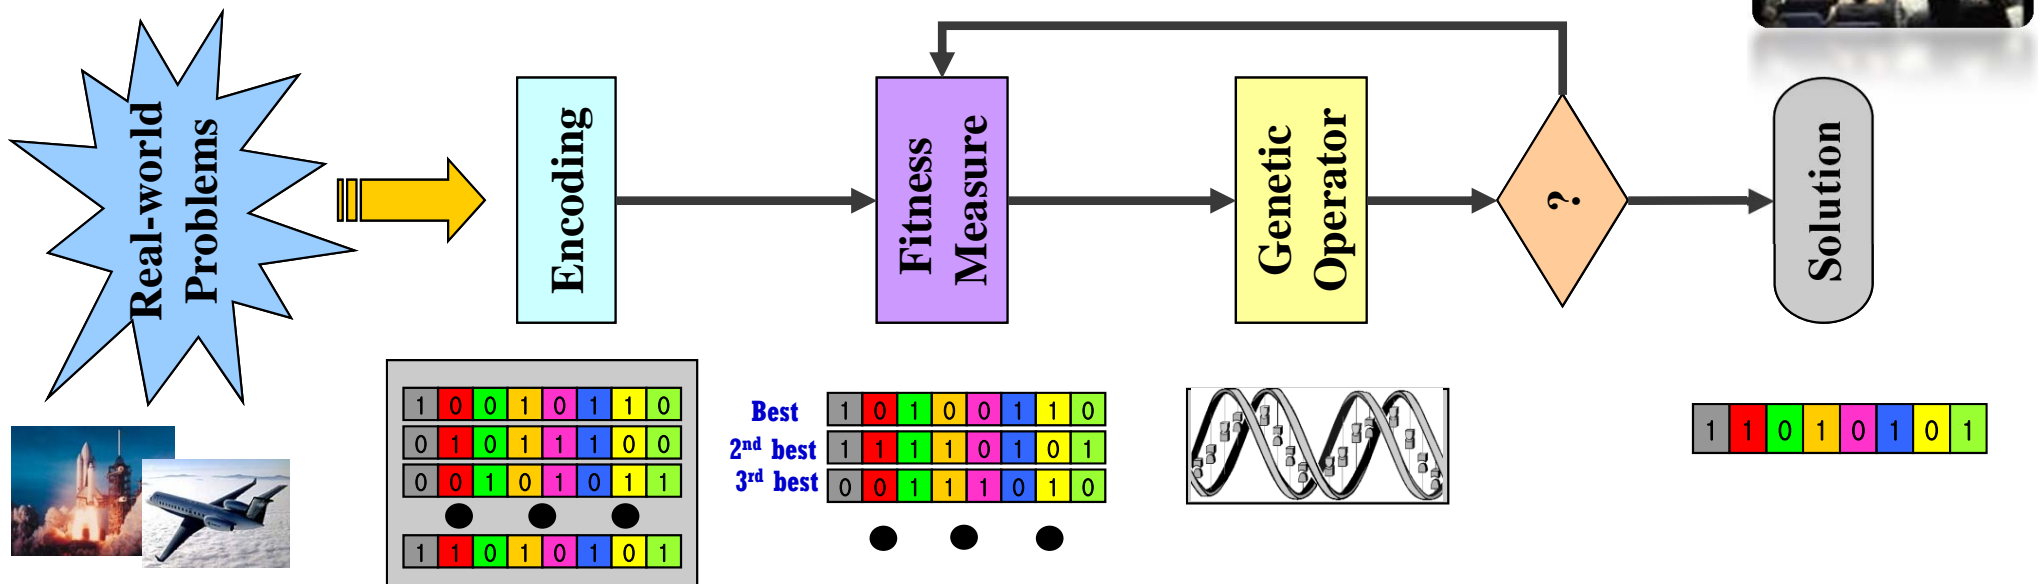 Real-world
Problems
Encoding
Fitness
Measure
Genetic
Operator
?
Solution
1 0 0 1 0 1 1 0
0 1 0 1 1 1 0 0
0 0 1 0 1 0 1 1
1 1 0 1 0 1 0 1
Best 1 0 1 0 0 1 1 0
2nd best 1 1 1 1 0 1 0 1
3rd best 0 0 1 1 1 0 1 0
1 1 0 1 0 1 0 1